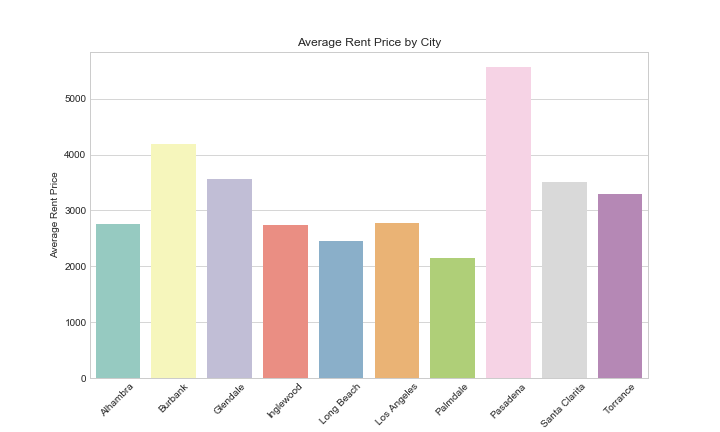 Average Rent Price by City
Average Rent Price
5000
4000
3000
2000
1000
0
Alhambra
Burbank
Glendale
Inglewood
Long Beach
Los Angeles
Palmdale
Pasadena
Santa Clarita
Torrance